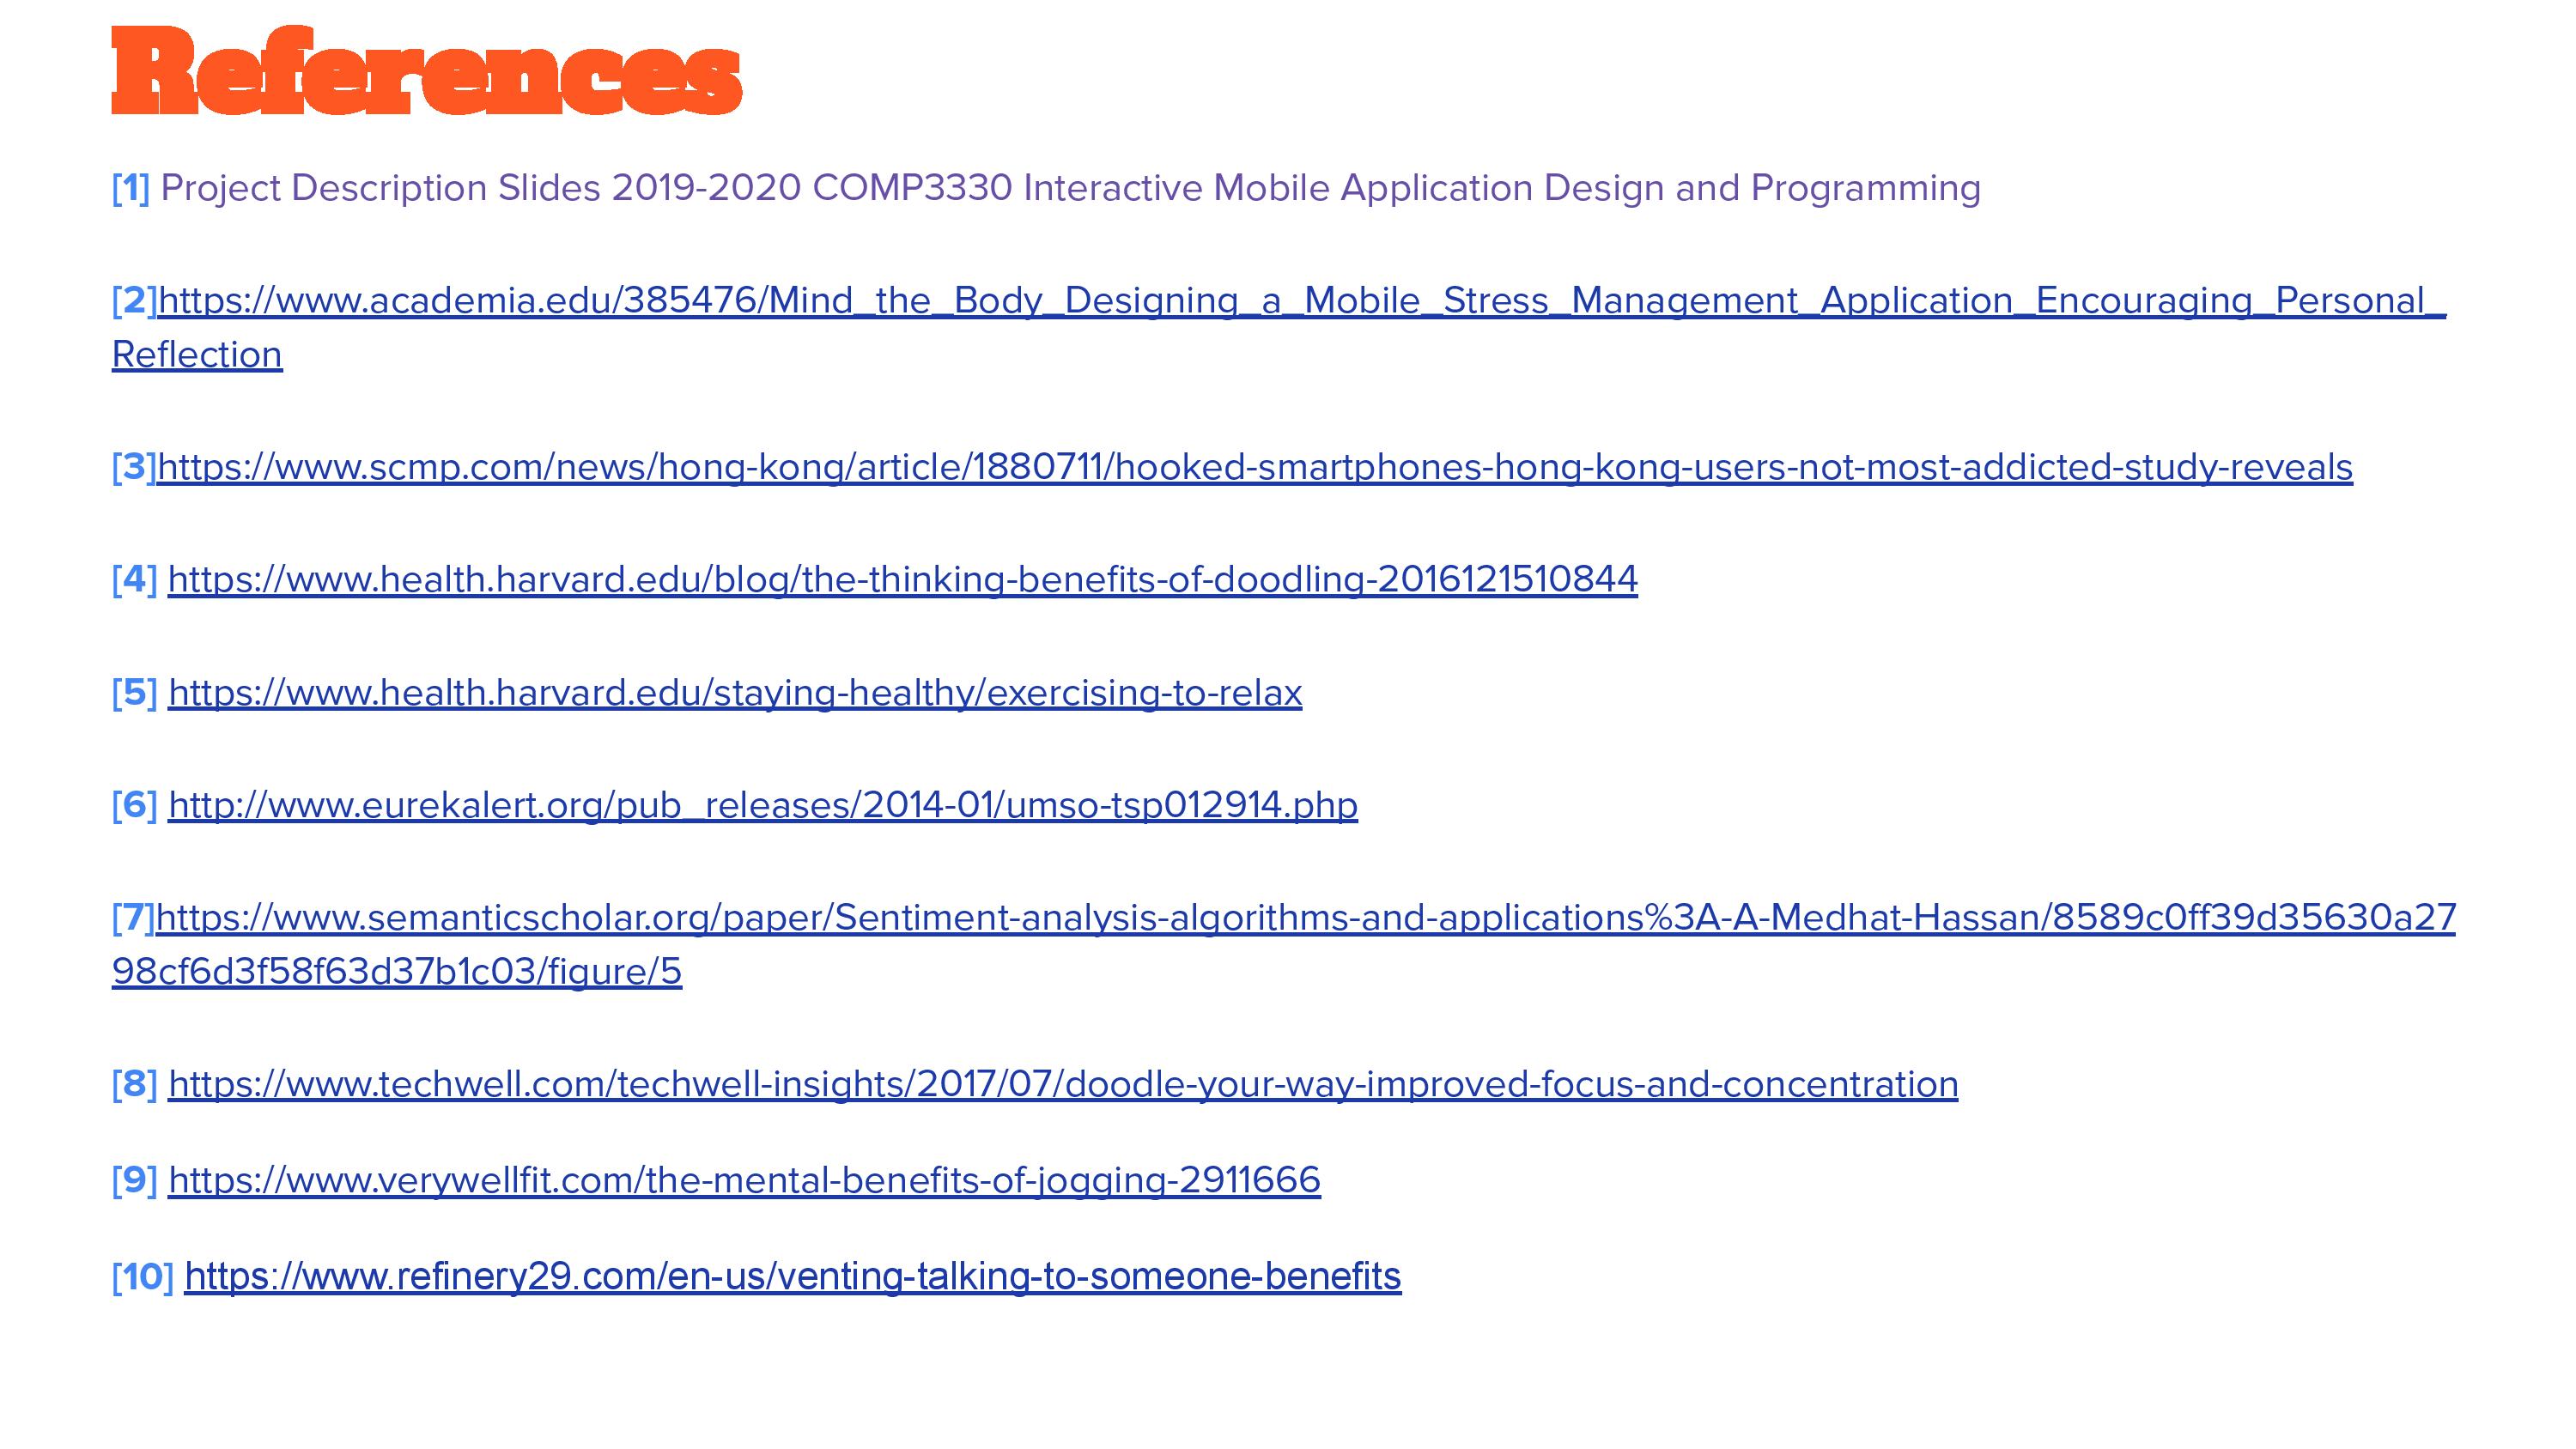 References
[1] Project Description Slides 2019-2020 COMP3330 Interactive Mobile Application Design and Programming
[2]https://www.academia.edu/385476/Mind_the_Body_Designing_a_Mobile_Stress_Management_Application_Encouraging_Personal_
Reflection
[3]https://www.scmp.com/news/hong-kong/article/1880711/hooked-smartphones-hong-kong-users-not-most-addicted-study-reveals
[4] https://www.health.harvard.edu/blog/the-thinking-benefits-of-doodling-2016121510844
[5] https://www.health.harvard.edu/staying-healthy/exercising-to-relax
[6] http://www.eurekalert.org/pub_releases/2014-01/umso-tsp012914.php
[7]https://www.semanticscholar.org/paper/Sentiment-analysis-algorithms-and-applications%3A-A-Medhat-Hassan/8589c0ff39d35630a27
98cf6d3f58f63d37b1c03/figure/5
[8] https://www.techwell.com/techwell-insights/2017/07/doodle-your-way-improved-focus-and-concentration
[9] https://www.verywellfit.com/the-mental-benefits-of-jogging-2911666
[10] https://www.refinery29.com/en-us/venting-talking-to-someone-benefits